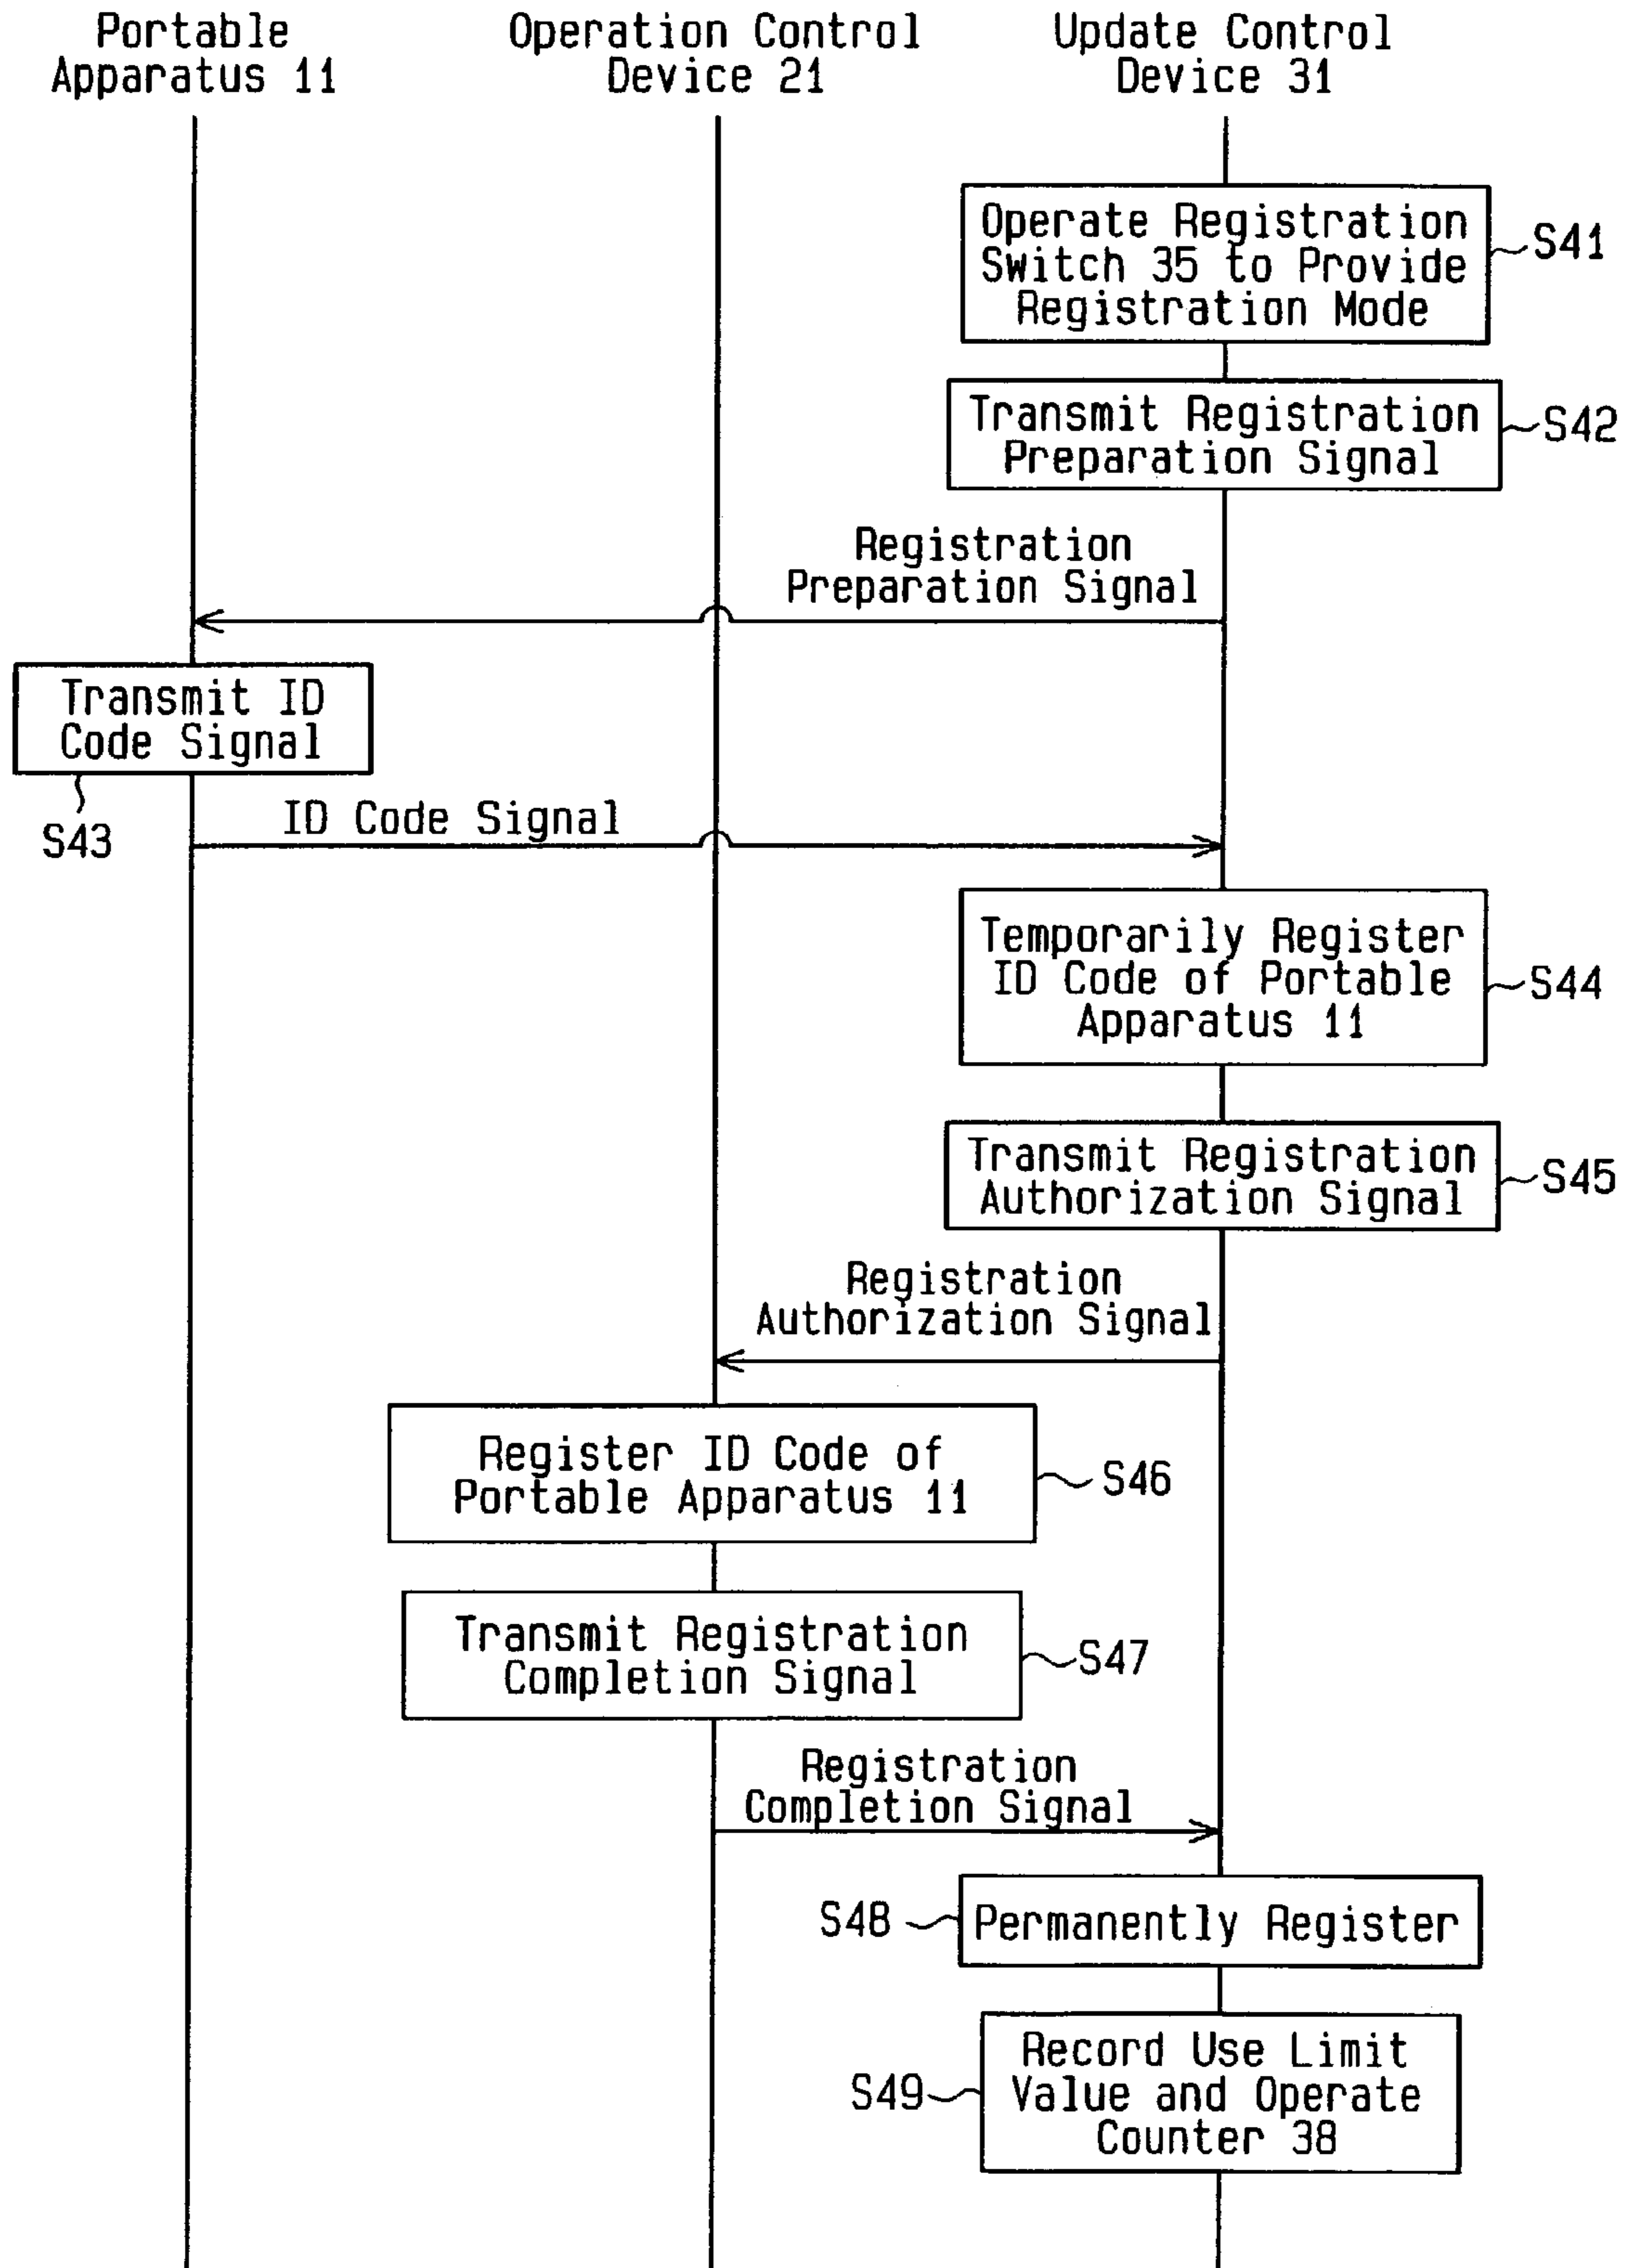 Portable
Apparatus 11
Operation Control
Device 21
Update Control
Device 31
Operate Registration
Switch 35 to Provide
Registration Mode
S41
Transmit Registration
Preparation Signal
S42
Registration
Preparation Signal
Transmit ID
Code Signal
S43
ID Code Signal
Temporarily Register
ID Code of Portable
Apparatus 11
S44
Transmit Registration
Authorization Signal
S45
Registration
Authorization Signal
Register ID Code of
Portable Apparatus 11
S46
Transmit Registration
Completion Signal
S47
Registration
Completion Signal
S48
Permanently Register
S49
Record Use Limit
Value and Operate
Counter 38